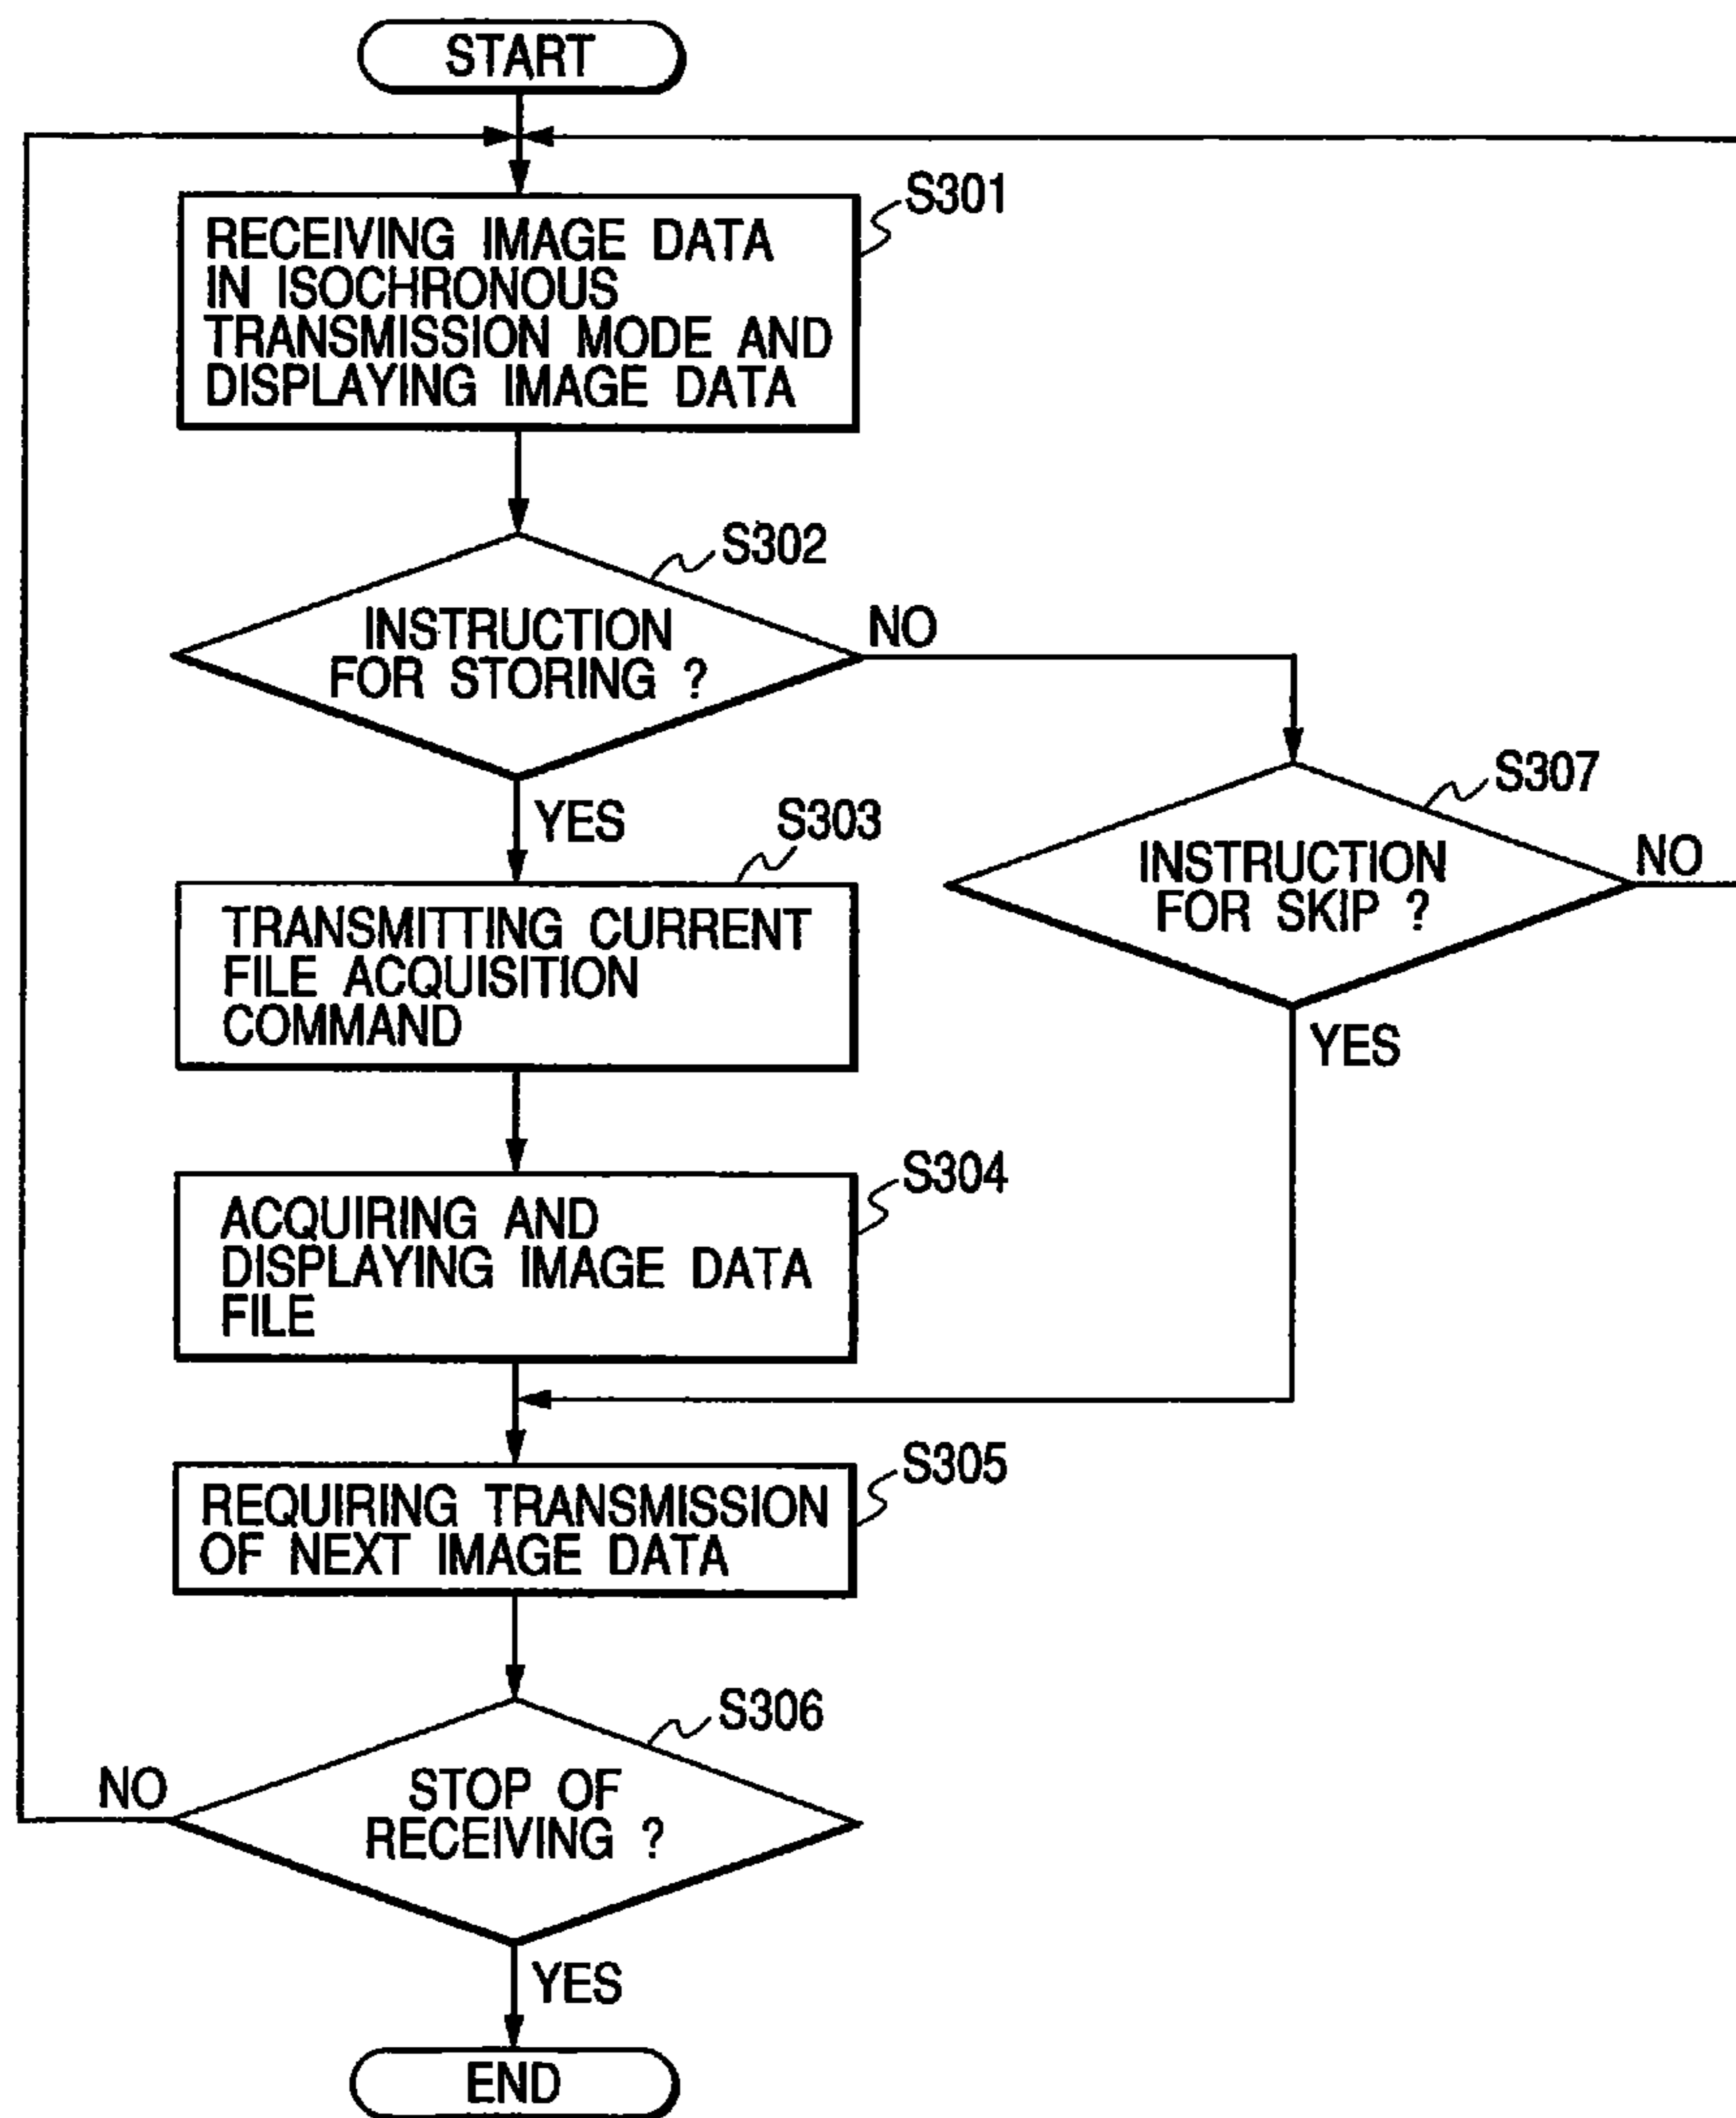 START
S301
RECEIVING IMAGE DATA
IN ISOCHRONOUS
TRANSMISSION MODE AND
DISPLAYING IMAGE DATA
S302
INSTRUCTION
FOR STORING ?
NO
YES
S307
INSTRUCTION
FOR SKIP ?
NO
YES
S303
TRANSMITTING CURRENT
FILE ACQUISITION
COMMAND
S304
ACQUIRING AND
DISPLAYING IMAGE DATA
FILE
S305
REQUIRING TRANSMISSION
OF NEXT IMAGE DATA
S306
STOP OF
RECEIVING ?
NO
YES
END